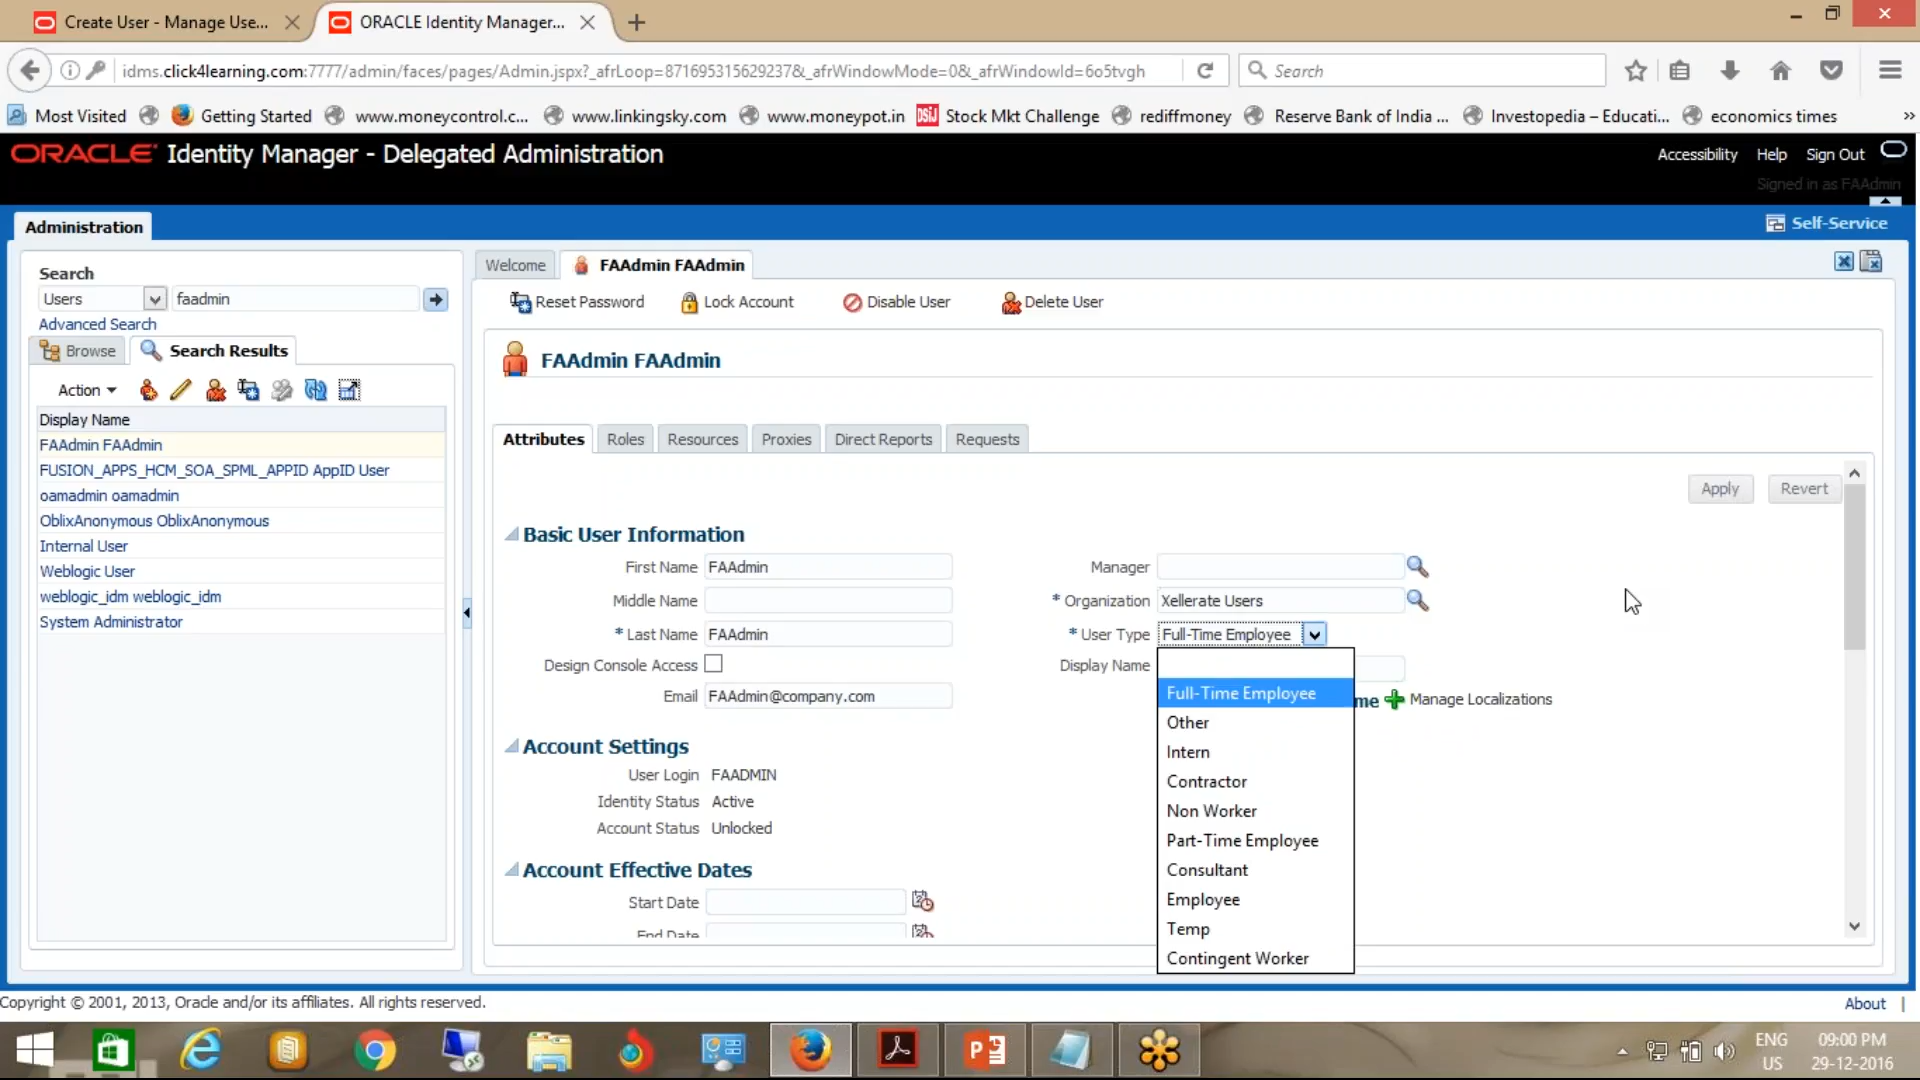 Create User - Manage Use...
ORACLE Identity Manager...
idms.click4learning.com:7777/admin/faces/pages/Admin.jspx?_afrLoop=871695315629237&_afrWindowMode=0&_afrWindowId=6o5tvgh
Search
Most Visited
Getting Started
www.moneycontrol.c...
www.linkingsky.com
www.moneypot.in
DSIJ
Stock Mkt Challenge
rediffmoney
Reserve Bank of India ...
Investopedia – Educati...
economics times
ORACLE Identity Manager - Delegated Administration
Accessibility
Help
Sign Out
Signed in as FAAdmin
Administration
Self-Service
Search
Users
faadmin
Advanced Search
Browse
Search Results
Action
Display Name
FAAdmin FAAdmin
FUSION_APPS_HCM_SOA_SPML_APPID AppID User
oamadmin oamadmin
OblixAnonymous OblixAnonymous
Internal User
Weblogic User
weblogic_idm weblogic_idm
System Administrator
Welcome
FAAdmin FAAdmin
Reset Password
Lock Account
Disable User
Delete User
FAAdmin FAAdmin
Attributes
Roles
Resources
Proxies
Direct Reports
Requests
Apply
Revert
Basic User Information
First Name FAAdmin
Middle Name
* Last Name FAAdmin
Design Console Access
Email FAAdmin@company.com
Manager
* Organization Xellerate Users
* User Type Full-Time Employee
Display Name
me
Manage Localizations
Full-Time Employee
Other
Intern
Contractor
Non Worker
Part-Time Employee
Consultant
Employee
Temp
Contingent Worker
Account Settings
User Login FAADMIN
Identity Status Active
Account Status Unlocked
Account Effective Dates
Start Date
End Date
Copyright © 2001, 2013, Oracle and/or its affiliates. All rights reserved.
About
ENG
US
09:00 PM
29-12-2016